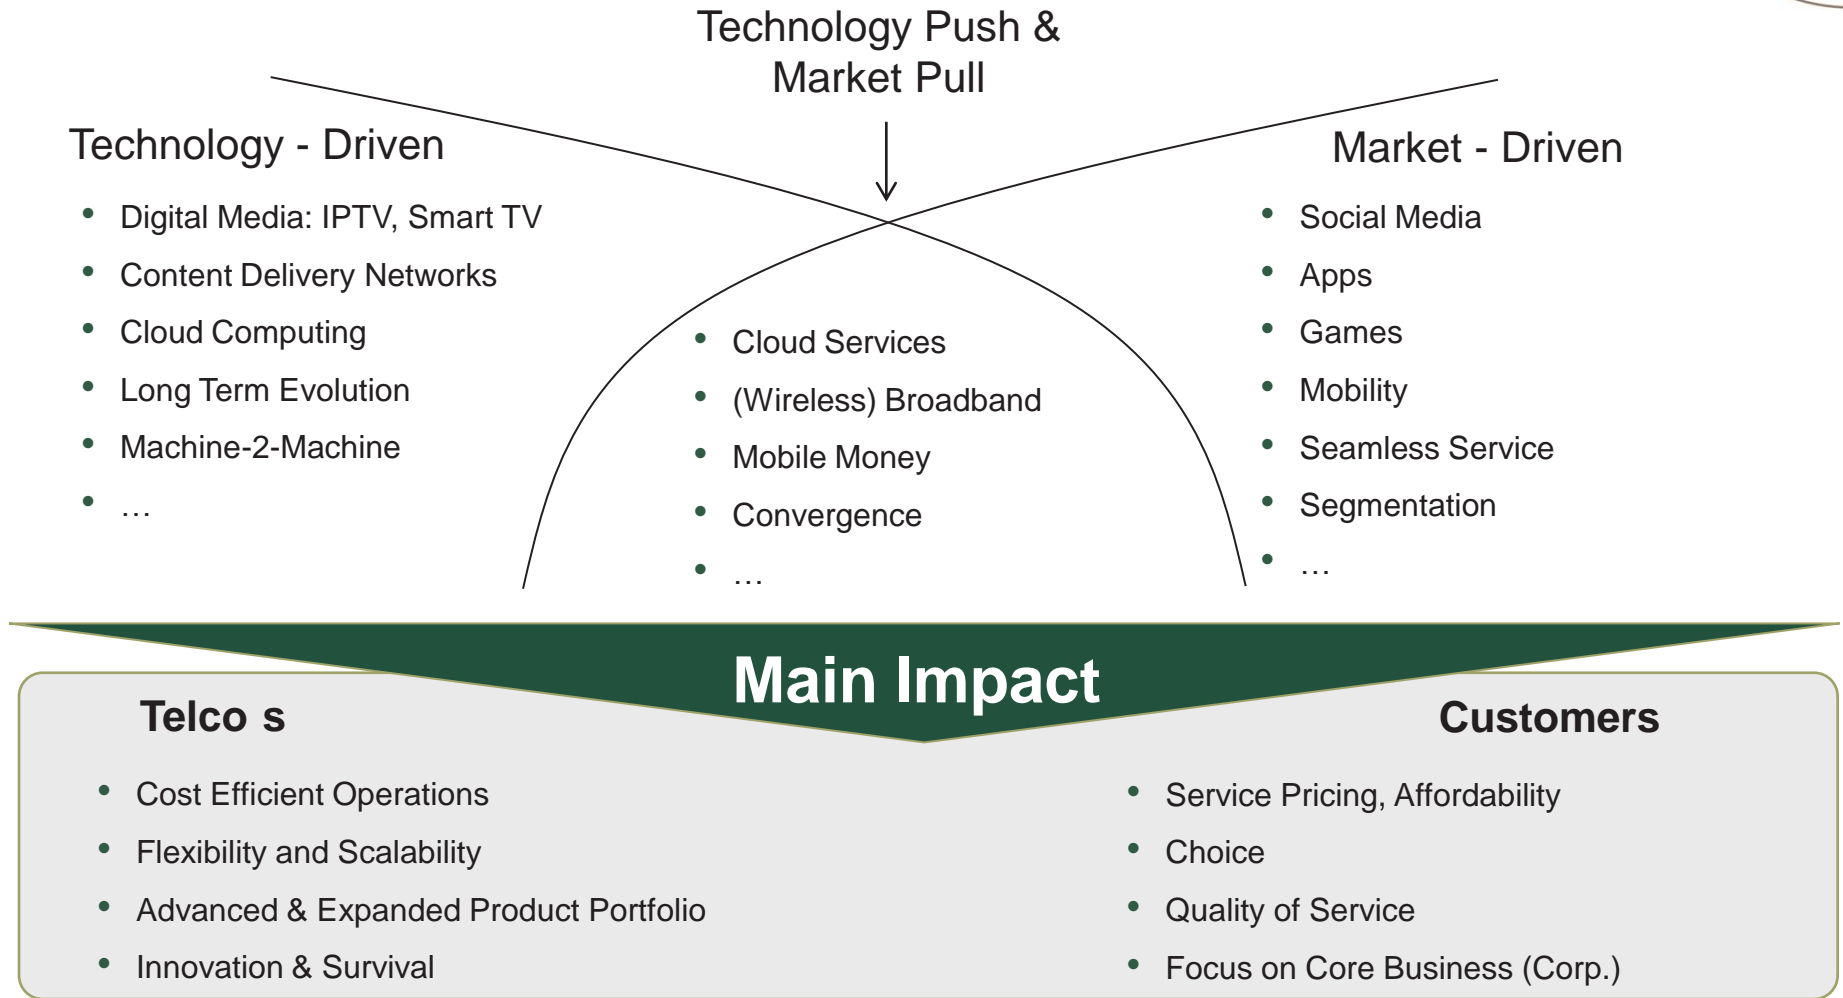 Technology Push &
Market Pull
Technology - Driven
• Digital Media: IPTV, Smart TV
• Content Delivery Networks
• Cloud Computing
• Long Term Evolution
• Machine-2-Machine
• …
• Cloud Services
• (Wireless) Broadband
• Mobile Money
• Convergence
• …
Market - Driven
• Social Media
• Apps
• Games
• Mobility
• Seamless Service
• Segmentation
• …
Main Impact
Telco s
• Cost Efficient Operations
• Flexibility and Scalability
• Advanced & Expanded Product Portfolio
• Innovation & Survival
Customers
• Service Pricing, Affordability
• Choice
• Quality of Service
• Focus on Core Business (Corp.)